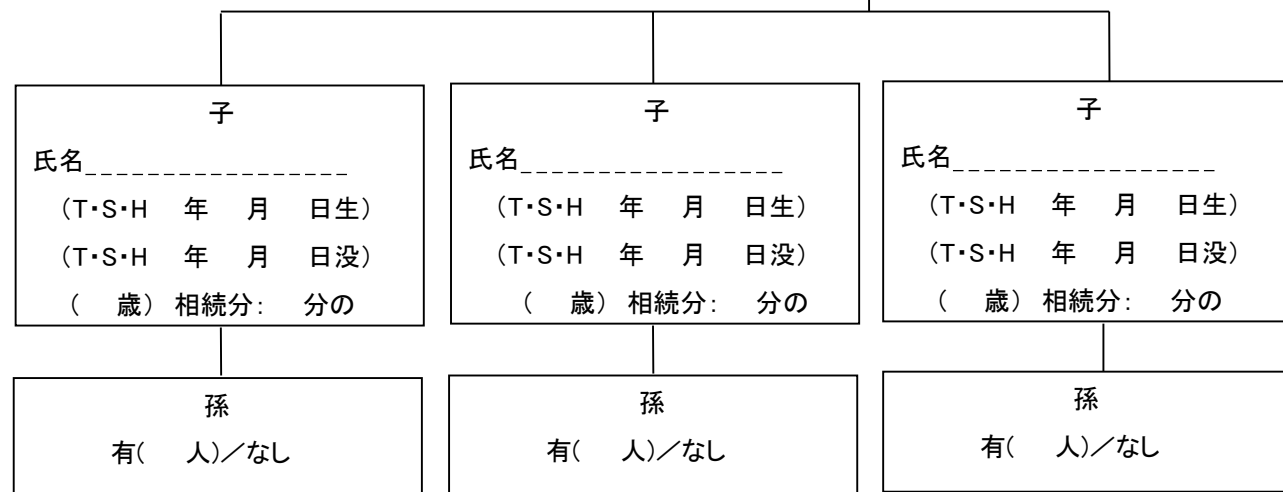 子
氏名_________________
(T・S・H 年 月 日生)
(T・S・H 年 月 日没)
( 歳) 相続分: 分の
孫
有( 人)/なし
子
氏名_________________
(T・S・H 年 月 日生)
(T・S・H 年 月 日没)
( 歳) 相続分: 分の
孫
有( 人)/なし
子
氏名_________________
(T・S・H 年 月 日生)
(T・S・H 年 月 日没)
( 歳) 相続分: 分の
孫
有( 人)/なし